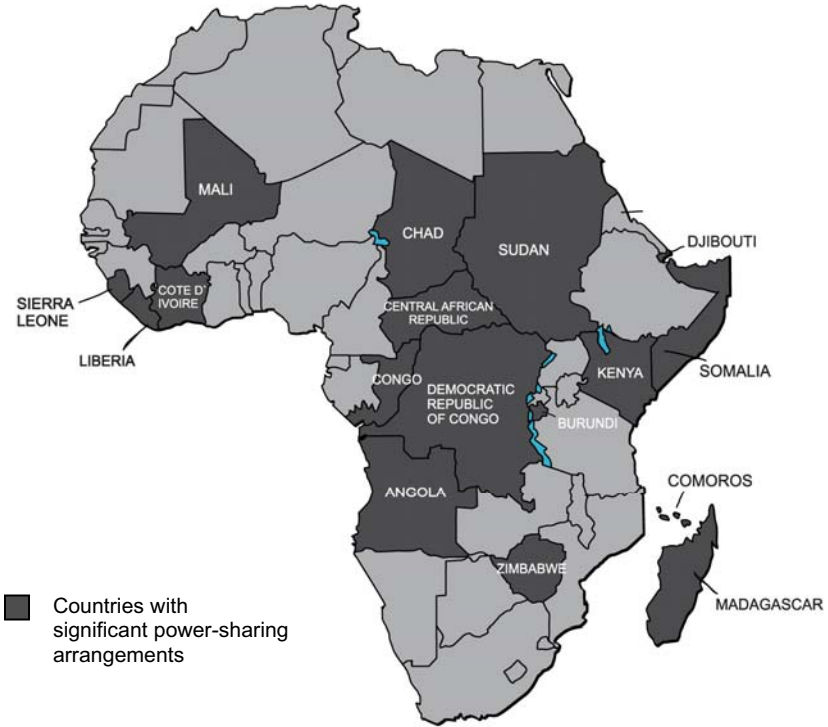 MALI
CHAD
SUDAN
DJIBOUTI
COTE D'
IVOIRE
SIERRA
LEONE
LIBERIA
CENTRAL AFRICAN
REPUBLIC
CONGO
DEMOCRATIC
REPUBLIC
OF CONGO
KENYA
SOMALIA
BURUNDI
ANGOLA
COMOROS
ZIMBABWE
MADAGASCAR
Countries with
significant power-sharing
arrangements